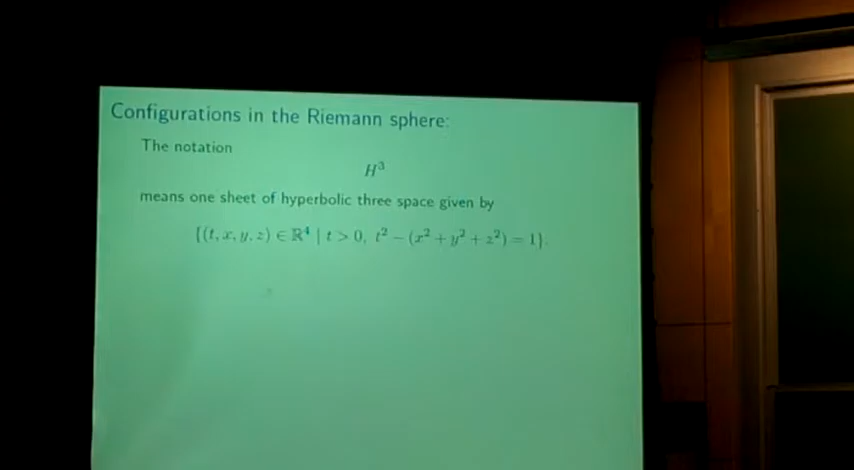 Configurations in the Riemann sphere:
The notation
H³
means one sheet of hyperbolic three space given by
{(t, x, y, z) ∈ ℝ⁴ | t > 0, t² − (x² + y² + z²) = 1}.